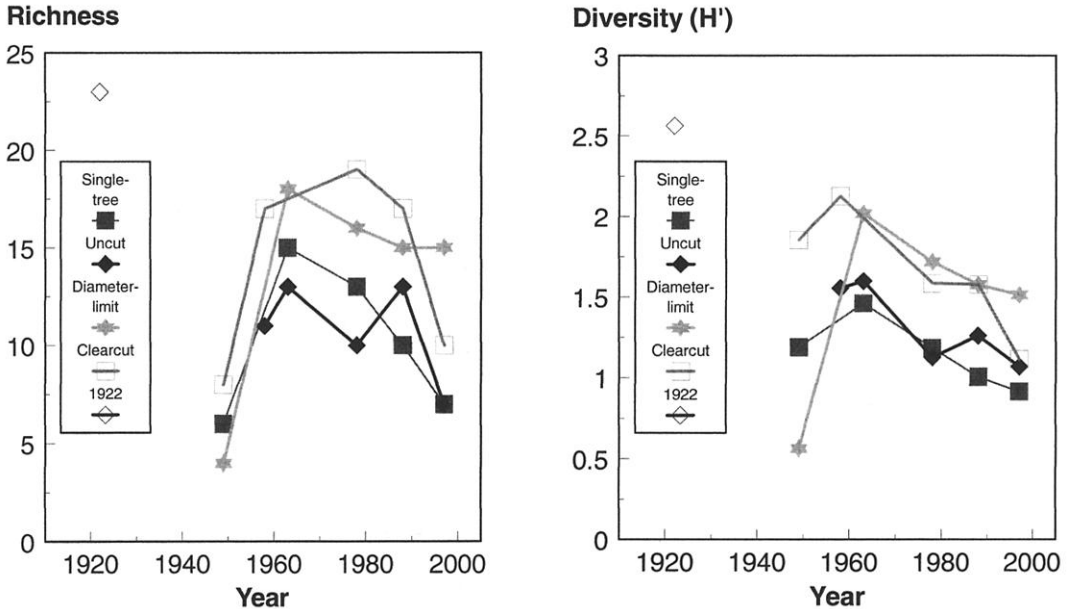 Richness
25
20
15
10
5
0
Single-
tree
Uncut
Diameter-
limit
Clearcut
1922
1920 1940 1960 1980 2000
Year
Diversity (H')
3
2.5
2
1.5
1
0.5
0
Single-
tree
Uncut
Diameter-
limit
Clearcut
1922
1920 1940 1960 1980 2000
Year